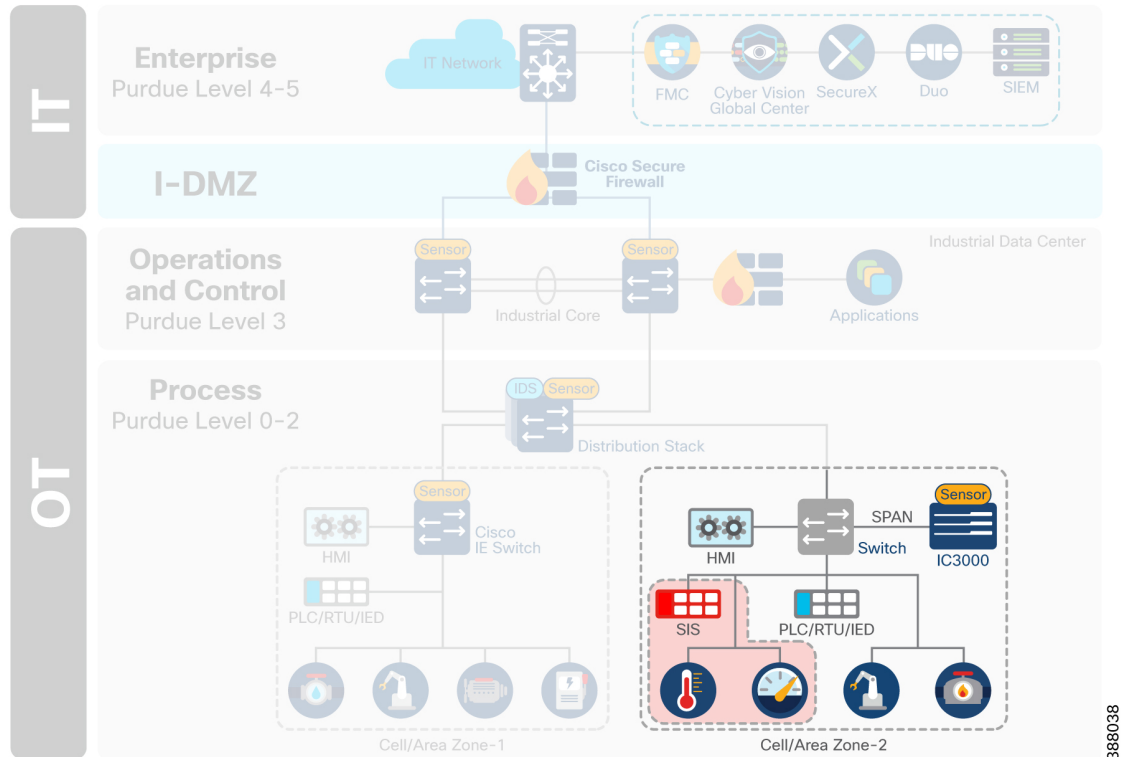 IT
Enterprise
Purdue Level 4-5
IT Network
FMC
Cyber Vision
Global Center
SecureX
Duo
SIEM
I-DMZ
Cisco Secure
Firewall
OT
Operations
and Control
Purdue Level 3
Sensor
Sensor
Industrial Core
Industrial Data Center
Applications
Process
Purdue Level 0-2
IDS
Sensor
Distribution Stack
Sensor
HMI
Cisco
IE Switch
PLC/RTU/IED
Cell/Area Zone-1
HMI
Switch
SPAN
Sensor
IC3000
SIS
PLC/RTU/IED
Cell/Area Zone-2
388038